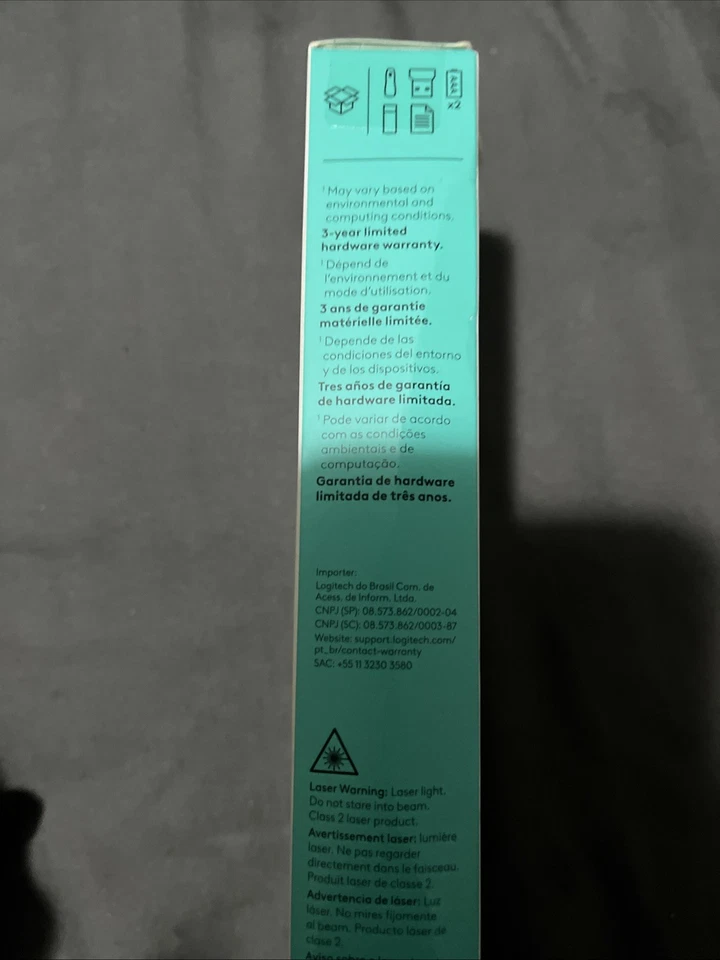 AAA
x2
¹ May vary based on
environmental and
computing conditions.
3-year limited
hardware warranty.
¹ Dépend de
l'environnement et du
mode d'utilisation.
3 ans de garantie
matérielle limitée.
¹ Depende de las
condiciones del entorno
y de los dispositivos.
Tres años de garantía
de hardware limitada.
¹ Pode variar de acordo
com as condições
ambientais e de
computação.
Garantia de hardware
limitada de três anos.
Importer:
Logitech do Brasil Com. de
Acess. de Inform. Ltda.
CNPJ (SP): 08.573.862/0002-04
CNPJ (SC): 08.573.862/0003-87
Website: support.logitech.com/
pt_br/contact-warranty
SAC: +55 11 3230 3580
Laser Warning: Laser light.
Do not stare into beam.
Class 2 laser product.
Avertissement laser: lumière
laser. Ne pas regarder
directement dans le faisceau.
Produit laser de classe 2.
Advertencia de láser: Luz
láser. No mires fijamente
al beam. Producto láser de
clase 2.